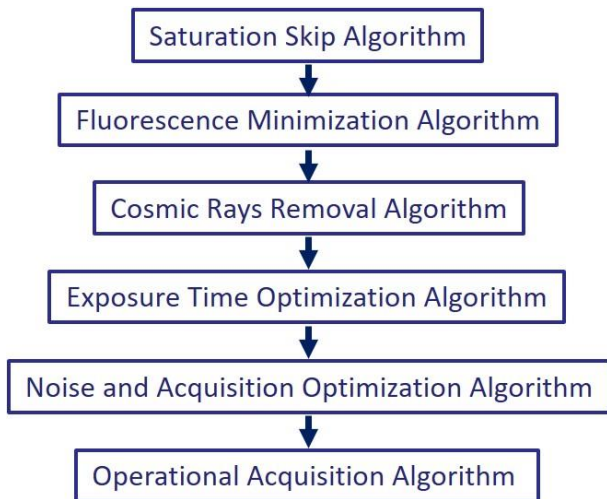 Saturation Skip Algorithm
Fluorescence Minimization Algorithm
Cosmic Rays Removal Algorithm
Exposure Time Optimization Algorithm
Noise and Acquisition Optimization Algorithm
Operational Acquisition Algorithm